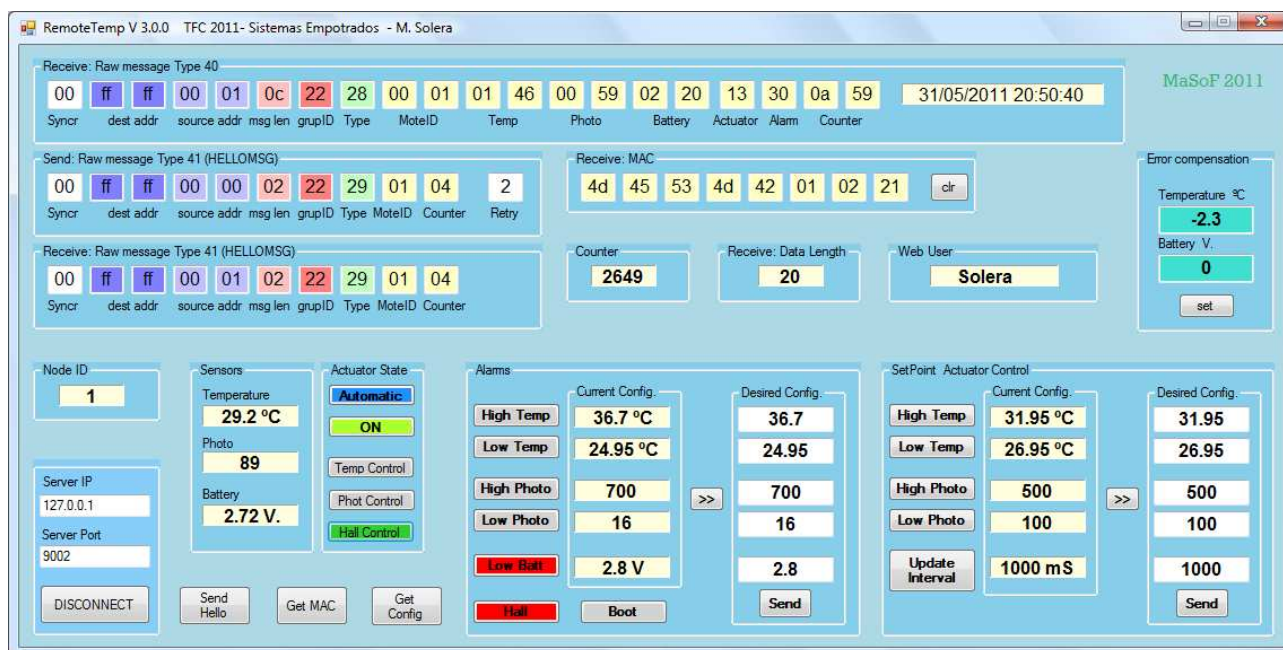 RemoteTemp V 3.0.0 TFC 2011- Sistemas Empotrados - M. Solera
Receive: Raw message Type 40
00 ff ff 00 01 0c 22 28 00 01 01 46 00 59 02 20 13 30 0a 59 31/05/2011 20:50:40
Syncr dest addr source addr msg len grupID Type MoteID Temp Photo Battery Actuator Alarm Counter
MaSoF 2011
Send: Raw message Type 41 (HELLOMSG)
00 ff ff 00 00 02 22 29 01 04 2
Syncr dest addr source addr msg len grupID Type MoteID Counter Retry
Receive: MAC
4d 45 53 4d 42 01 02 21 clr
Error compensation
Temperature ºC
-2.3
Battery V.
0
set
Receive: Raw message Type 41 (HELLOMSG)
00 ff ff 00 01 02 22 29 01 04
Syncr dest addr source addr msg len grupID Type MoteID Counter
Counter
2649
Receive: Data Length
20
Web User
Solera
Node ID
1
Server IP
127.0.0.1
Server Port
9002
DISCONNECT
Sensors
Temperature
29.2 ºC
Photo
89
Battery
2.72 V.
Actuator State
Automatic
ON
Temp Control
Phot Control
Hall Control
Send Hello
Get MAC
Get Config
Alarms
Current Config. Desired Config.
High Temp 36.7 ºC 36.7
Low Temp 24.95 ºC 24.95
High Photo 700 >> 700
Low Photo 16 16
Low Batt 2.8 V 2.8
Hall Boot Send
SetPoint Actuator Control
Current Config. Desired Config.
High Temp 31.95 ºC 31.95
Low Temp 26.95 ºC 26.95
High Photo 500 >> 500
Low Photo 100 100
Update Interval 1000 mS 1000
Send